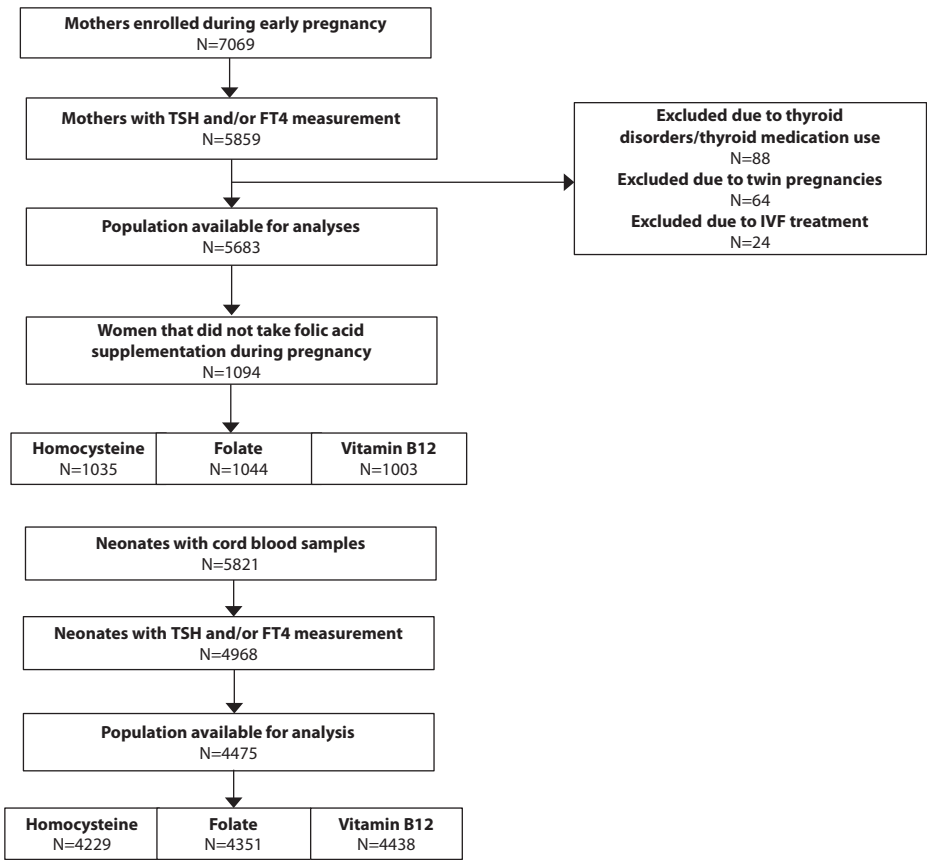 Mothers enrolled during early pregnancy
N=7069
Mothers with TSH and/or FT4 measurement
N=5859
Excluded due to thyroid
disorders/thyroid medication use
N=88
Excluded due to twin pregnancies
N=64
Excluded due to IVF treatment
N=24
Population available for analyses
N=5683
Women that did not take folic acid
supplementation during pregnancy
N=1094
Homocysteine
N=1035
Folate
N=1044
Vitamin B12
N=1003
Neonates with cord blood samples
N=5821
Neonates with TSH and/or FT4 measurement
N=4968
Population available for analysis
N=4475
Homocysteine
N=4229
Folate
N=4351
Vitamin B12
N=4438